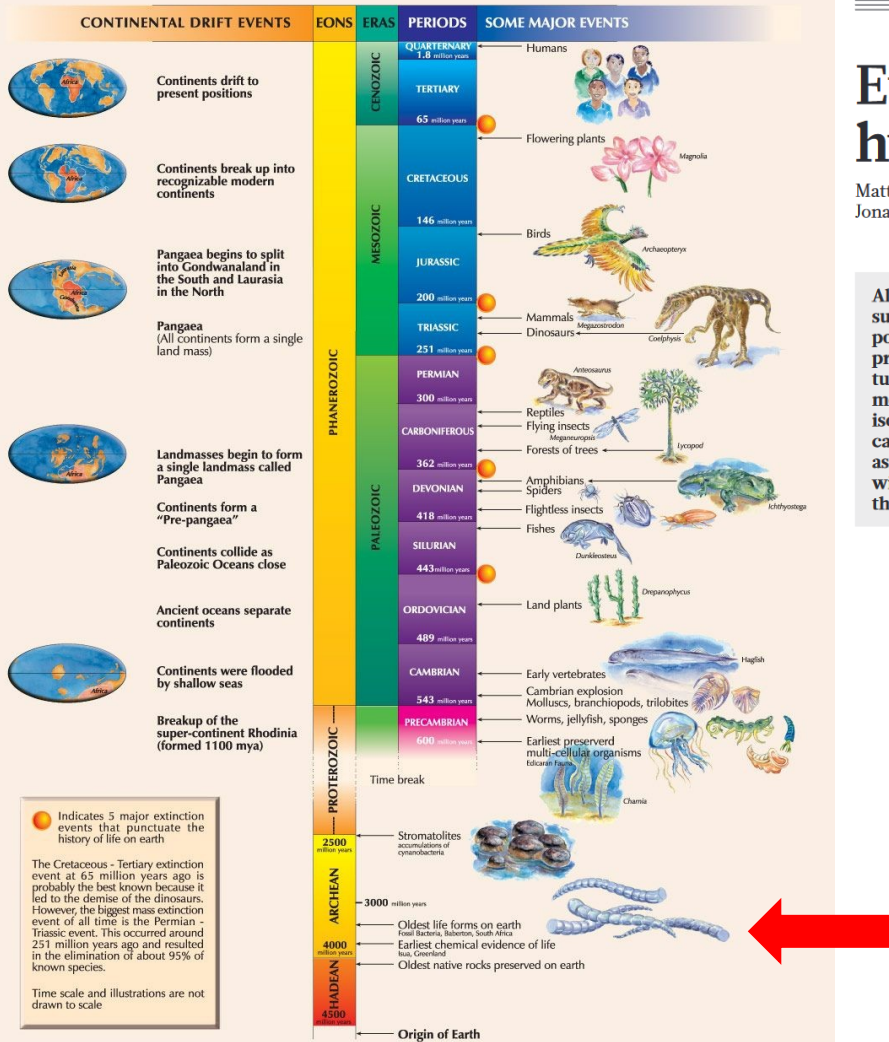 CONTINENTAL DRIFT EVENTS
EONS
ERAS
PERIODS
SOME MAJOR EVENTS
Africa
Continents drift to
present positions
Africa
Continents break up into
recognizable modern
continents
Africa
Pangaea begins to split
into Gondwanaland in
the South and Laurasia
in the North
Pangaea
(All continents form a single
land mass)
Africa
Landmasses begin to form
a single landmass called
Pangaea
Continents form a
“Pre-pangaea”
Continents collide as
Paleozoic Oceans close
Ancient oceans separate
continents
Africa
Continents were flooded
by shallow seas
Breakup of the
super-continent Rhodinia
(formed 1100 mya)
PHANEROZOIC
PROTEROZOIC
2500
million years
ARCHEAN
4000
million years
HADEAN
4500
million years
CENOZOIC
MESOZOIC
PALEOZOIC
QUARTERNARY
1.8 million years
TERTIARY
65 million years
CRETACEOUS
146 million years
JURASSIC
200 million years
TRIASSIC
251 million years
PERMIAN
300 million years
CARBONIFEROUS
362 million years
DEVONIAN
418 million years
SILURIAN
443million years
ORDOVICIAN
489 million years
CAMBRIAN
543 million years
PRECAMBRIAN
600 million years
Time break
3000 million years
Humans
Flowering plants
Magnolia
Birds
Archaeopteryx
Mammals
Megazostrodon
Dinosaurs
Coelphysis
Anteosaurus
Reptiles
Flying insects
Meganeuropsis
Forests of trees
Lycopod
Amphibians
Spiders
Ichthyostega
Flightless insects
Fishes
Dunkleosteus
Land plants
Drepanophycus
Hagfish
Early vertebrates
Cambrian explosion
Molluscs, branchiopods, trilobites
Worms, jellyfish, sponges
Earliest preserverd
multi-cellular organisms
Edicaran Fauna
Charnia
Stromatolites
accumulations of
cynanobacteria
Oldest life forms on earth
Fossil Bacteria, Baberton, South Africa
Earliest chemical evidence of life
Isua, Greenland
Oldest native rocks preserved on earth
Origin of Earth
Indicates 5 major extinction
events that punctuate the
history of life on earth
The Cretaceous - Tertiary extinction
event at 65 million years ago is
probably the best known because it
led to the demise of the dinosaurs.
However, the biggest mass extinction
event of all time is the Permian -
Triassic event. This occurred around
251 million years ago and resulted
in the elimination of about 95% of
known species.
Time scale and illustrations are not
drawn to scale